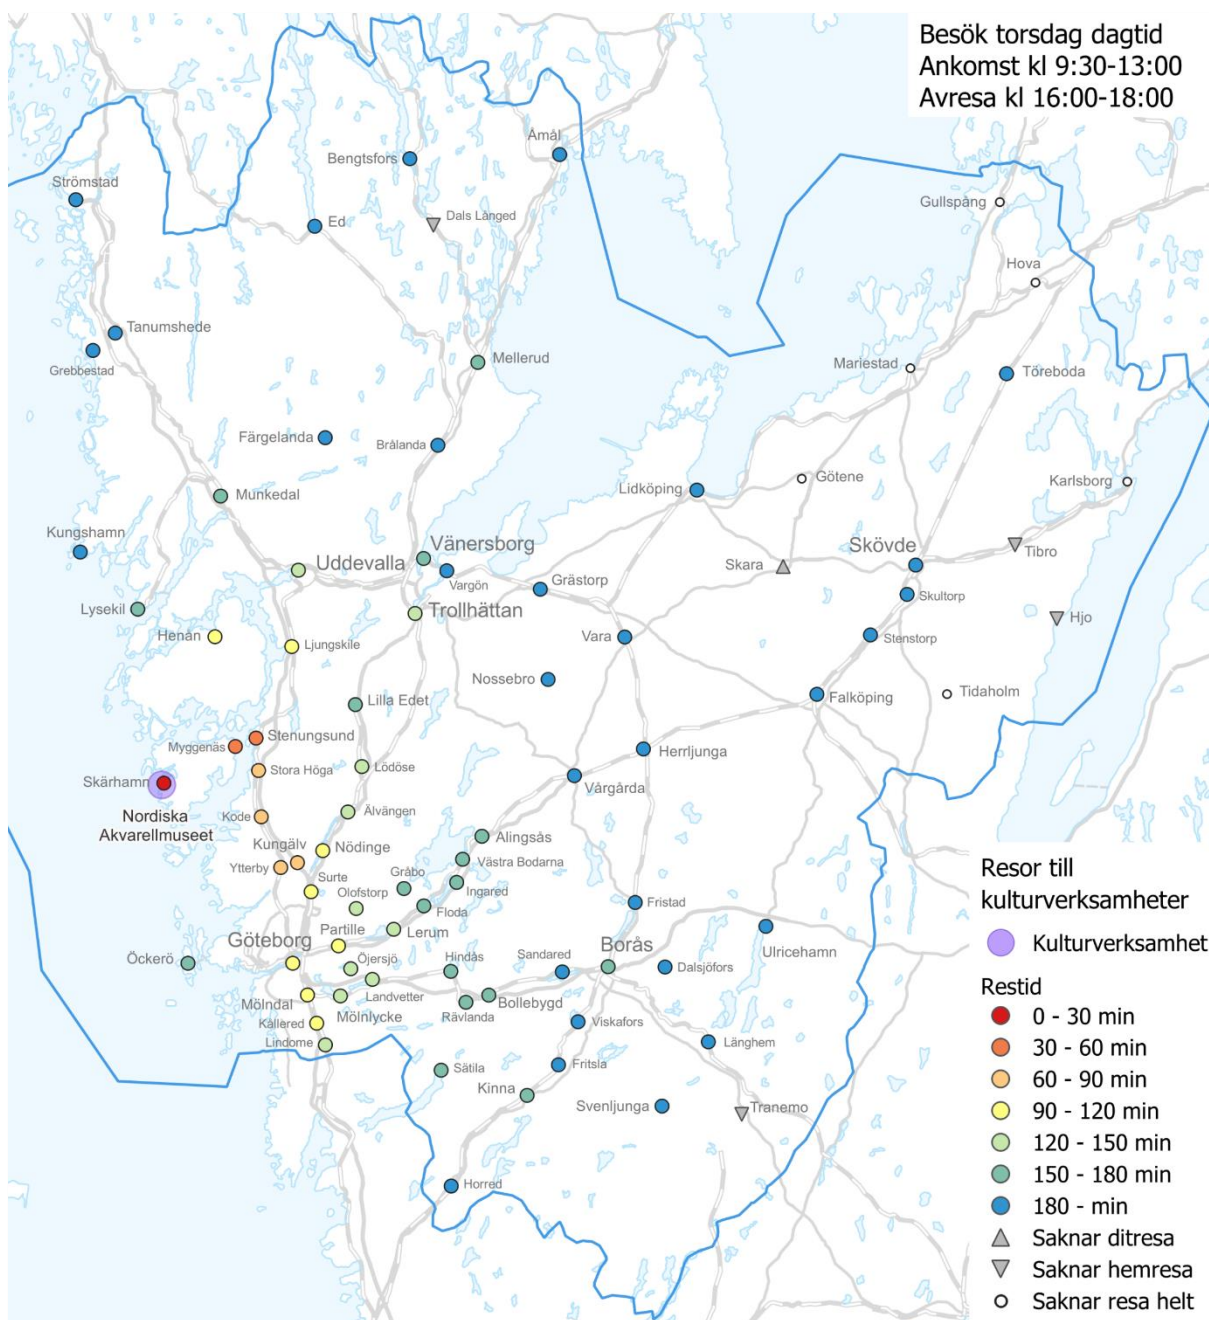 Besök torsdag dagtid
Ankomst kl 9:30-13:00
Avresa kl 16:00-18:00
Åmål
Bengtsfors
Strömstad
Gullspång
Dals Långed
Ed
Hova
Tanumshede
Grebbestad
Mellerud
Mariestad
Töreboda
Färgelanda
Brålanda
Götene
Karlsborg
Lidköping
Munkedal
Kungshamn
Vänersborg
Skövde
Tibro
Uddevalla
Skara
Vargön
Grästorp
Skultorp
Lysekil
Trollhättan
Hjo
Henån
Ljungskile
Vara
Stenstorp
Nossebro
Tidaholm
Falköping
Lilla Edet
Stenungsund
Myggenäs
Herrljunga
Stora Höga
Lödöse
Skärhamn
Vårgårda
Nordiska
Akvarellmuseet
Kode
Älvängen
Alingsås
Kungälv
Nödinge
Västra Bodarna
Ytterby
Surte
Gråbo
Ingared
Olofstorp
Floda
Fristad
Partille
Lerum
Göteborg
Ulricehamn
Öckerö
Öjersjö
Hindås
Sandared
Borås
Dalsjöfors
Landvetter
Mölndal
Mölnlycke
Rävlanda
Bollebygd
Kållered
Viskafors
Lindome
Länghem
Sätila
Fritsla
Kinna
Svenljunga
Tranemo
Horred
Resor till
kulturverksamheter
Kulturverksamhet
Restid
0 - 30 min
30 - 60 min
60 - 90 min
90 - 120 min
120 - 150 min
150 - 180 min
180 - min
Saknar ditresa
Saknar hemresa
Saknar resa helt